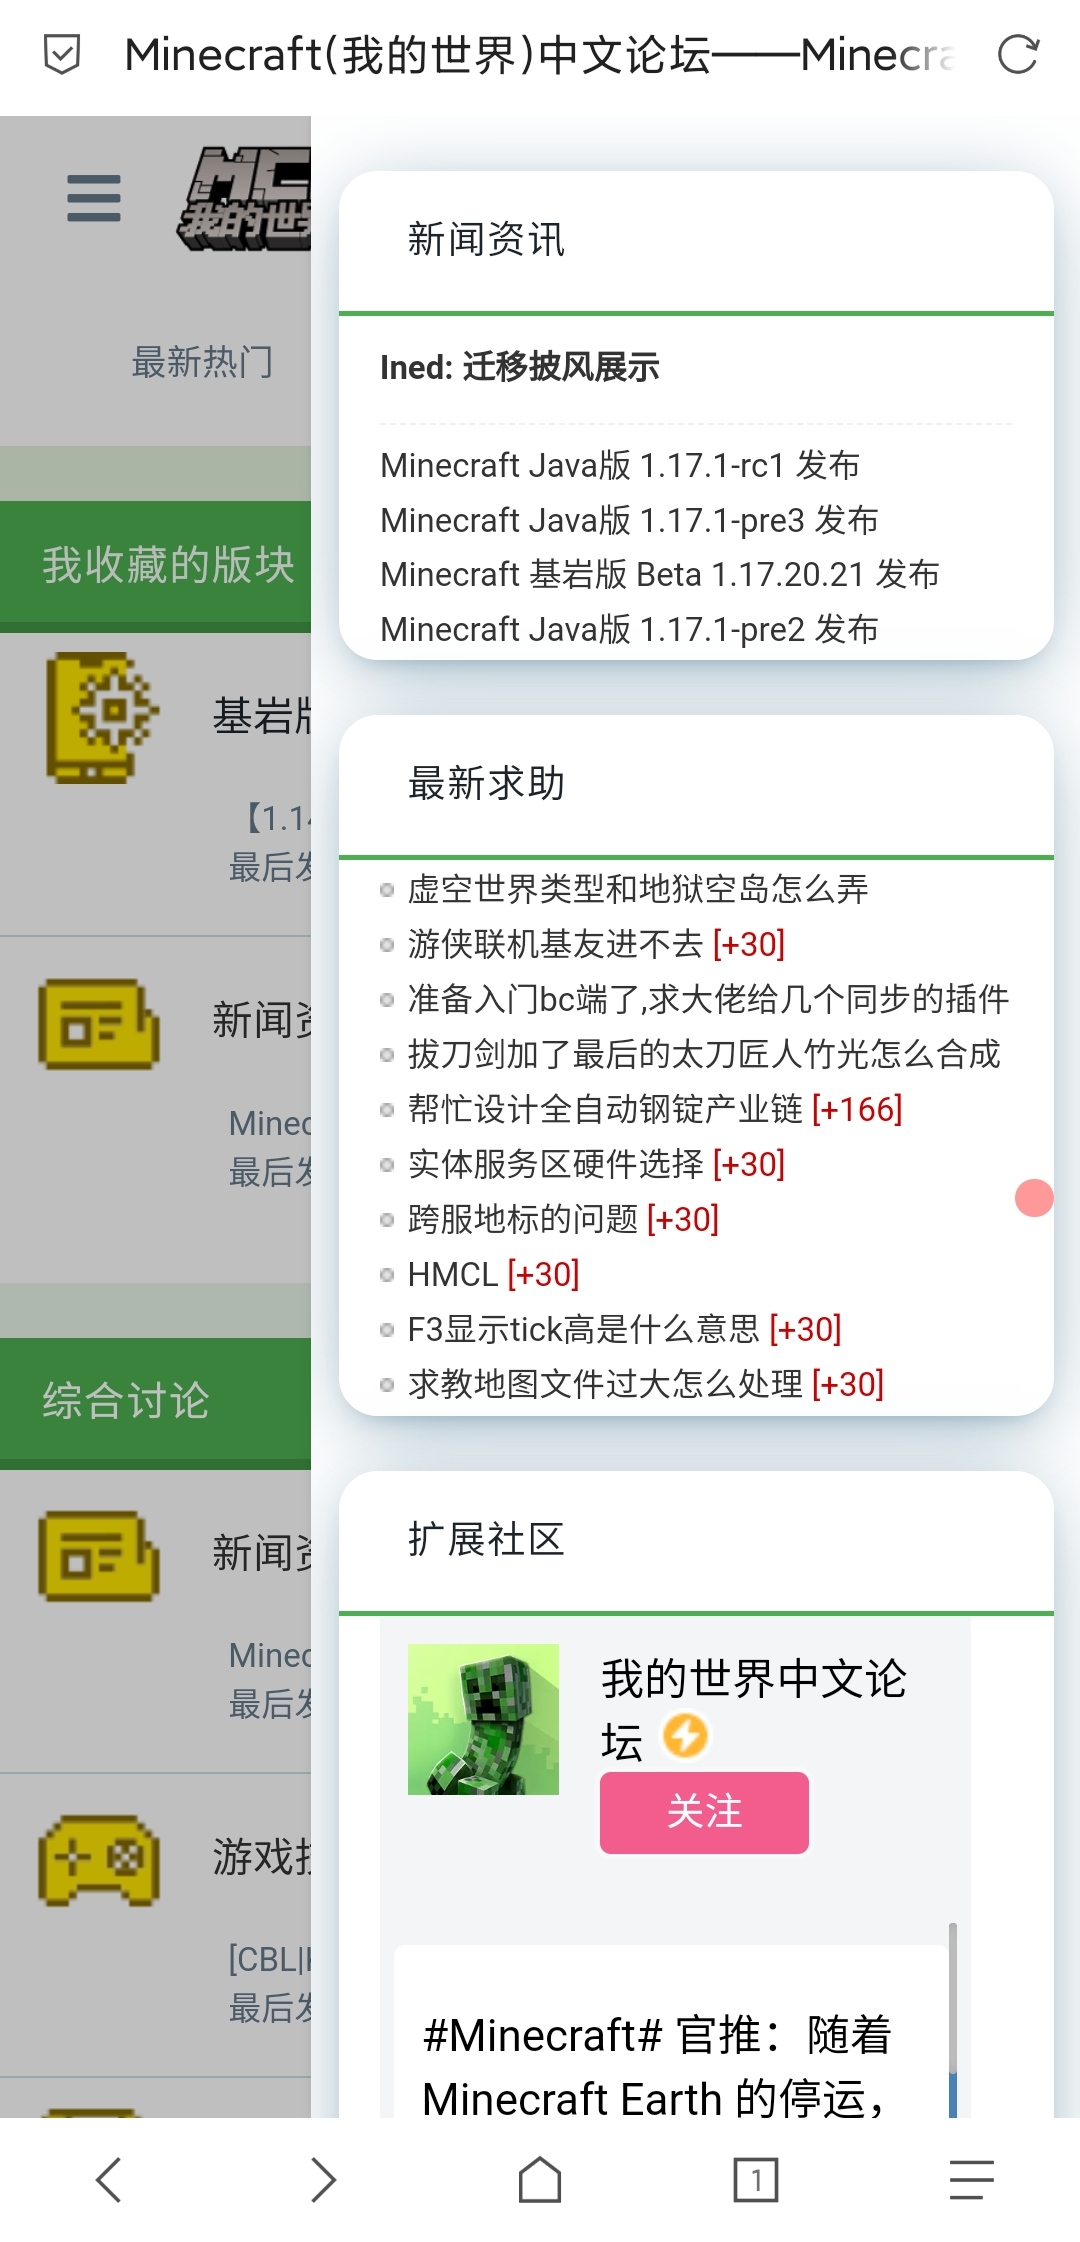 Minecraft(我的世界)中文论坛——Minecra
我的世
最新热门
我收藏的版块
基岩版
【1.14
最后发
新闻资
Minec
最后发
综合讨论
新闻资
Minec
最后发
游戏技
[CBL|
最后发
新闻资讯
Ined: 迁移披风展示
Minecraft Java版 1.17.1-rc1 发布
Minecraft Java版 1.17.1-pre3 发布
Minecraft 基岩版 Beta 1.17.20.21 发布
Minecraft Java版 1.17.1-pre2 发布
最新求助
虚空世界类型和地狱空岛怎么弄
游侠联机基友进不去 [+30]
准备入门bc端了,求大佬给几个同步的插件
拔刀剑加了最后的太刀匠人竹光怎么合成
帮忙设计全自动钢锭产业链 [+166]
实体服务区硬件选择 [+30]
跨服地标的问题 [+30]
HMCL [+30]
F3显示tick高是什么意思 [+30]
求教地图文件过大怎么处理 [+30]
扩展社区
我的世界中文论
坛
关注
#Minecraft# 官推：随着
Minecraft Earth 的停运，
1